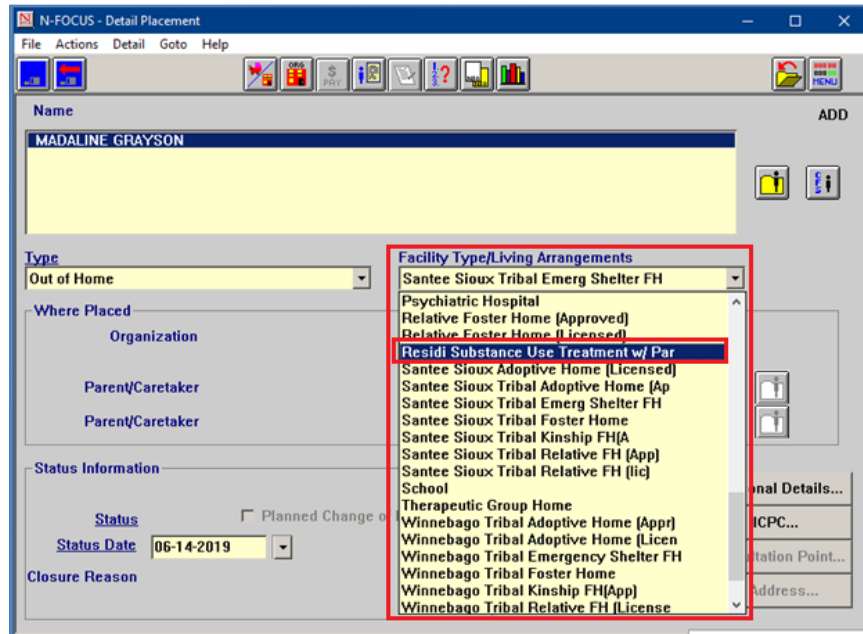 N-FOCUS - Detail Placement
File Actions Detail Goto Help
ORG
$
PAY
MENU
Name
ADD
MADALINE GRAYSON
Type
Facility Type/Living Arrangements
Out of Home
Santee Sioux Tribal Emerg Shelter FH
Where Placed
Organization
Parent/Caretaker
Parent/Caretaker
Psychiatric Hospital
Relative Foster Home (Approved)
Relative Foster Home (Licensed)
Residi Substance Use Treatment w/ Par
Santee Sioux Adoptive Home (Licensed)
Santee Sioux Tribal Adoptive Home (Ap
Santee Sioux Tribal Emerg Shelter FH
Santee Sioux Tribal Foster Home
Santee Sioux Tribal Kinship FH(A
Santee Sioux Tribal Relative FH (App)
Santee Sioux Tribal Relative FH (lic)
School
Therapeutic Group Home
Winnebago Tribal Adoptive Home (Appr)
Winnebago Tribal Adoptive Home (Licen
Winnebago Tribal Emergency Shelter FH
Winnebago Tribal Foster Home
Winnebago Tribal Kinship FH(App)
Winnebago Tribal Relative FH (License
Status Information
Status
Planned Change o
Status Date 06-14-2019
Closure Reason
onal Details...
ICPC...
ltation Point...
Address...